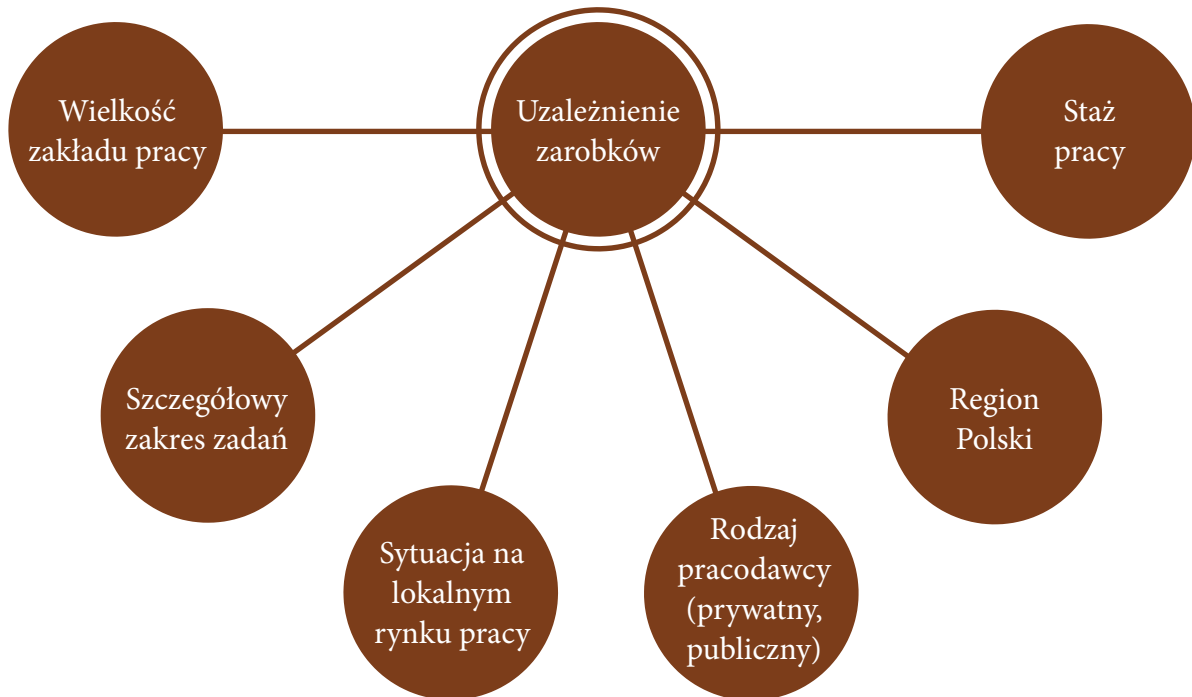 Wielkość
zakładu pracy
Uzależnienie
zarobków
Staż
pracy
Szczegółowy
zakres zadań
Region
Polski
Sytuacja na
lokalnym
rynku pracy
Rodzaj
pracodawcy
(prywatny,
publiczny)